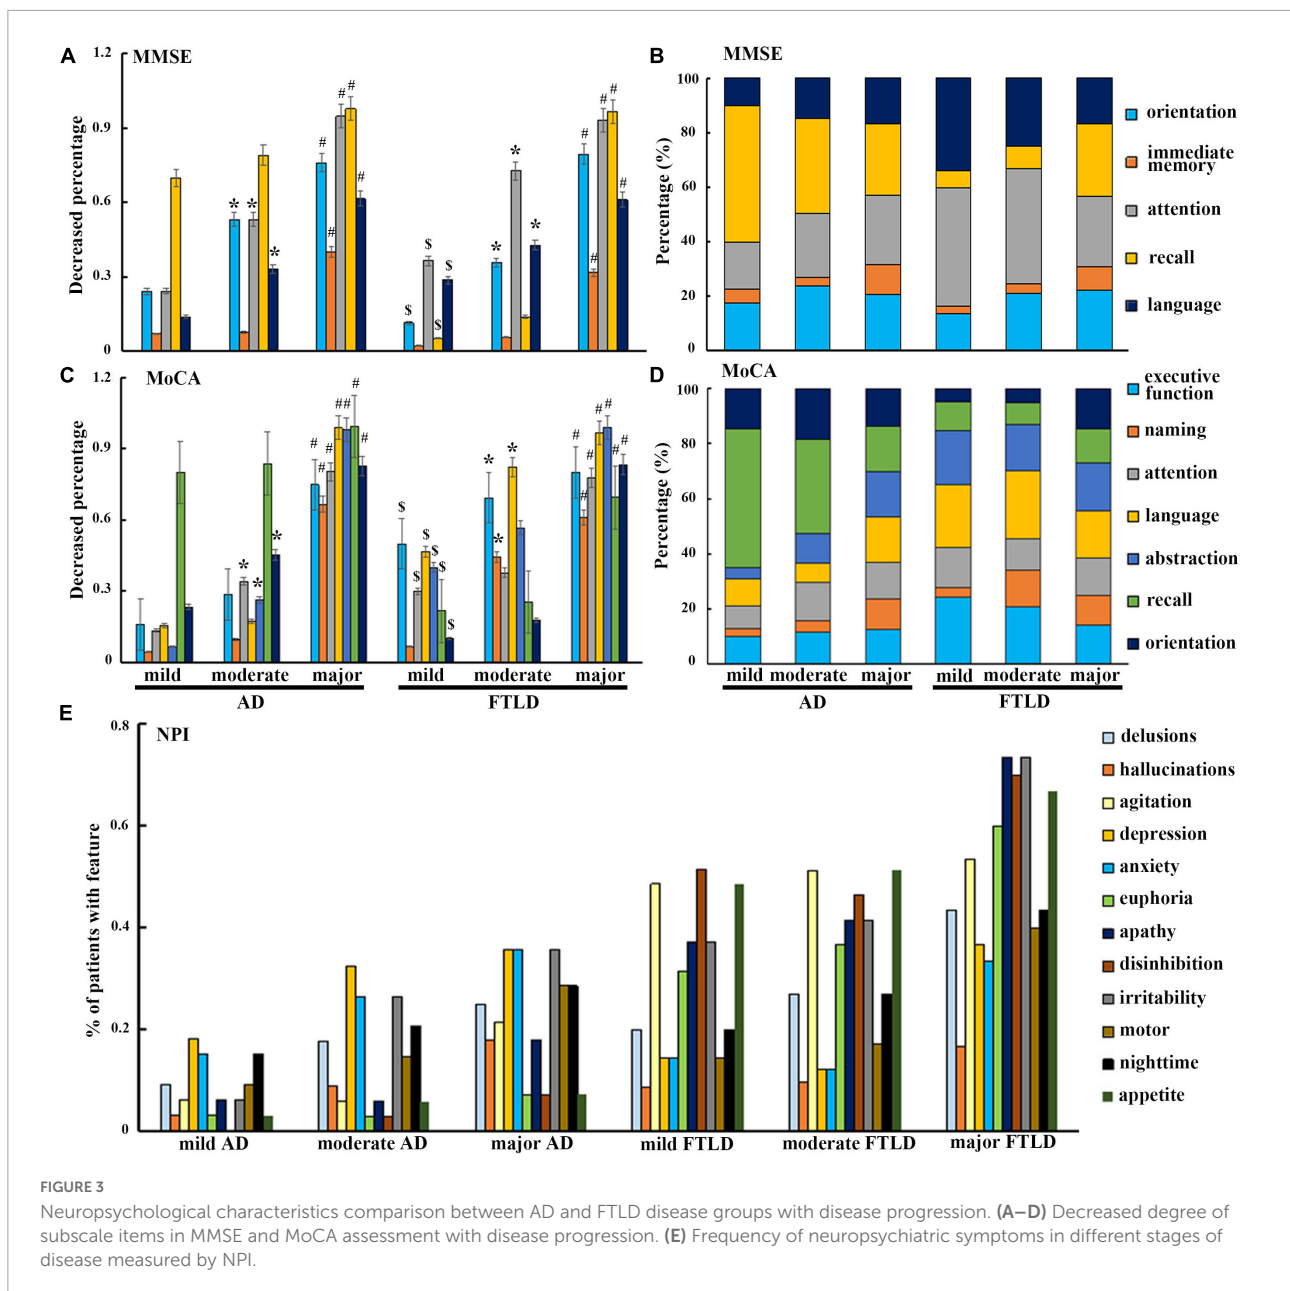 A
MMSE
1.2
0.9
0.6
0.3
0
Decreased percentage
* * * # # # # # $ $ $ $ * * * # # # # #
B
MMSE
100
80
60
40
20
0
Percentage (%)
orientation
immediate
memory
attention
recall
language
C
MoCA
1.2
0.9
0.6
0.3
0
Decreased percentage
* * * # # # ## # # $ $ $ $ $ $ * * * # # # # # # #
mild moderate major mild moderate major
AD FTLD
D
MoCA
100
80
60
40
20
0
Percentage (%)
mild moderate major mild moderate major
AD FTLD
executive
function
naming
attention
language
abstraction
recall
orientation
E
NPI
0.8
0.6
0.4
0.2
0
% of patients with feature
mild AD moderate AD major AD mild FTLD moderate FTLD major FTLD
delusions
hallucinations
agitation
depression
anxiety
euphoria
apathy
disinhibition
irritability
motor
nighttime
appetite
FIGURE 3
Neuropsychological characteristics comparison between AD and FTLD disease groups with disease progression. (A–D) Decreased degree of
subscale items in MMSE and MoCA assessment with disease progression. (E) Frequency of neuropsychiatric symptoms in different stages of
disease measured by NPI.